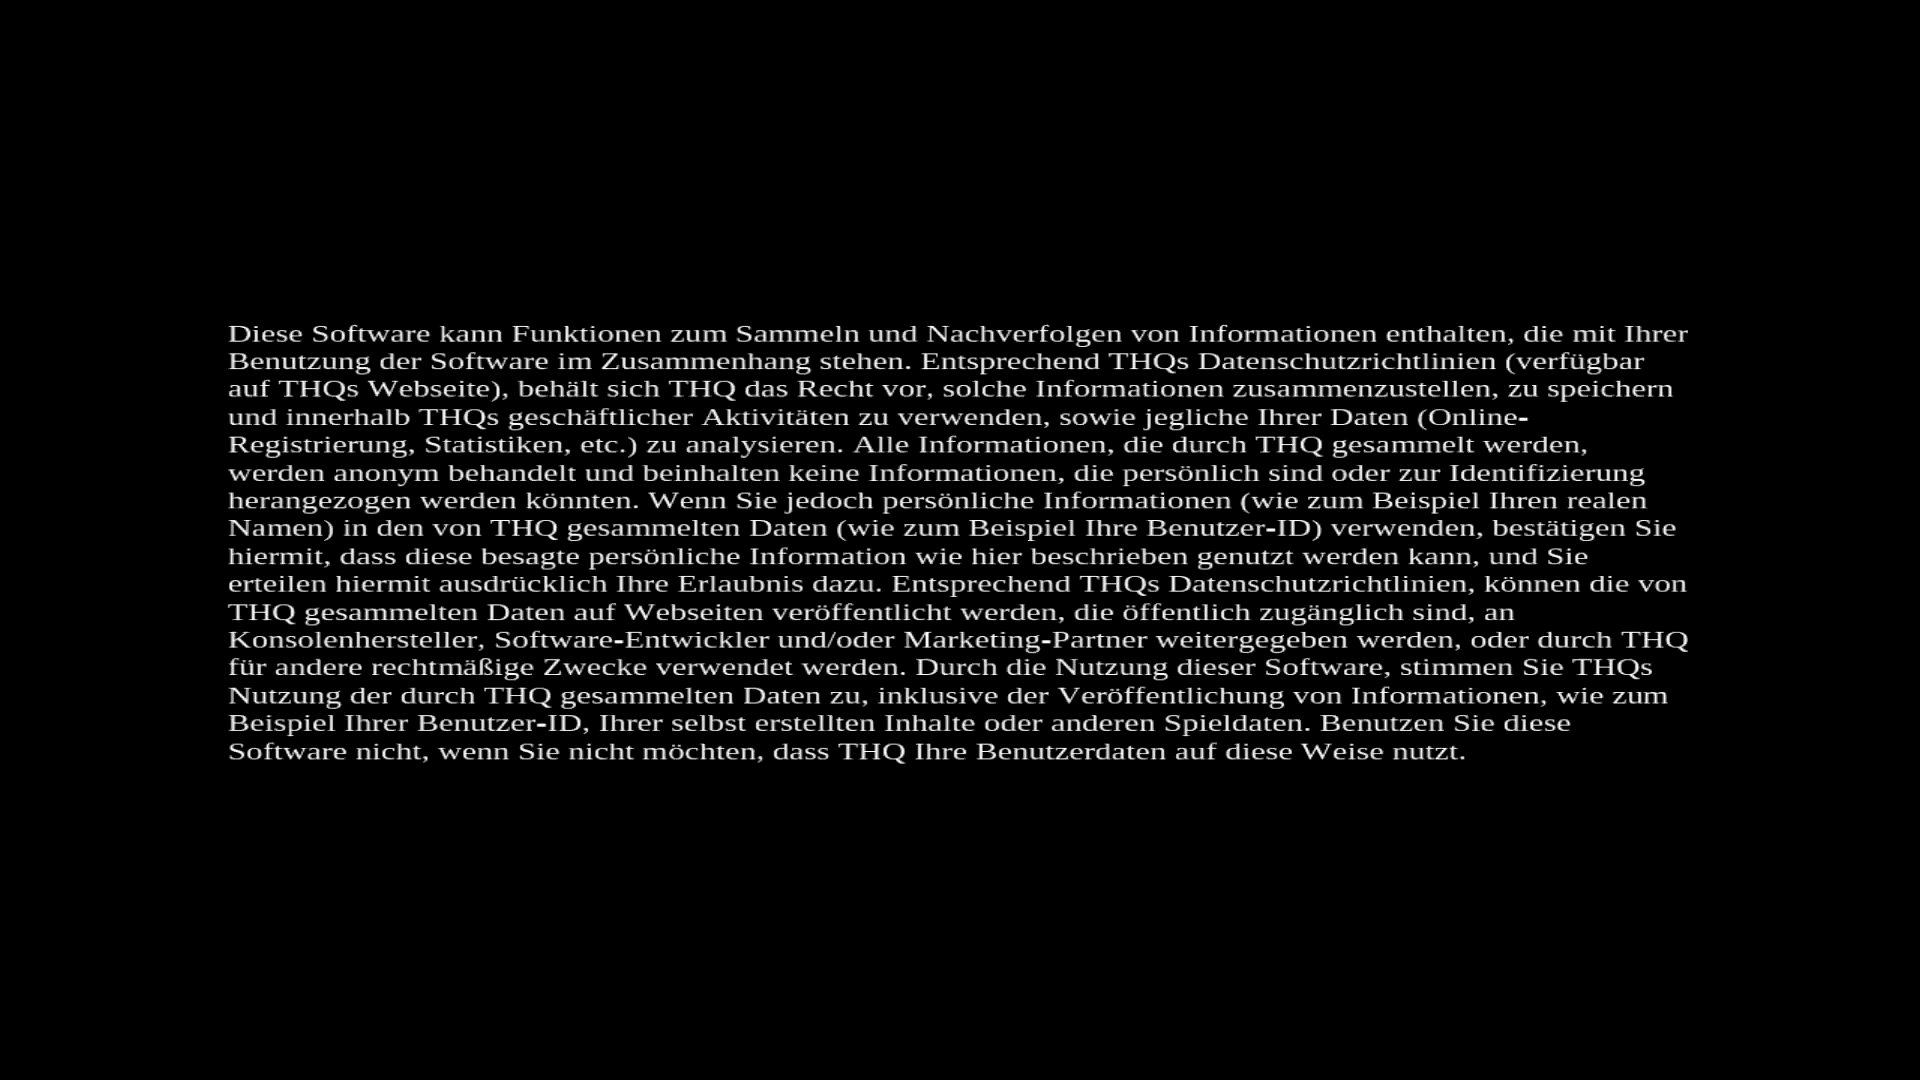 Diese Software kann Funktionen zum Sammeln und Nachverfolgen von Informationen enthalten, die mit Ihrer
Benutzung der Software im Zusammenhang stehen. Entsprechend THQs Datenschutzrichtlinien (verfügbar
auf THQs Webseite), behält sich THQ das Recht vor, solche Informationen zusammenzustellen, zu speichern
und innerhalb THQs geschäftlicher Aktivitäten zu verwenden, sowie jegliche Ihrer Daten (Online-
Registrierung, Statistiken, etc.) zu analysieren. Alle Informationen, die durch THQ gesammelt werden,
werden anonym behandelt und beinhalten keine Informationen, die persönlich sind oder zur Identifizierung
herangezogen werden könnten. Wenn Sie jedoch persönliche Informationen (wie zum Beispiel Ihren realen
Namen) in den von THQ gesammelten Daten (wie zum Beispiel Ihre Benutzer-ID) verwenden, bestätigen Sie
hiermit, dass diese besagte persönliche Information wie hier beschrieben genutzt werden kann, und Sie
erteilen hiermit ausdrücklich Ihre Erlaubnis dazu. Entsprechend THQs Datenschutzrichtlinien, können die von
THQ gesammelten Daten auf Webseiten veröffentlicht werden, die öffentlich zugänglich sind, an
Konsolenhersteller, Software-Entwickler und/oder Marketing-Partner weitergegeben werden, oder durch THQ
für andere rechtmäßige Zwecke verwendet werden. Durch die Nutzung dieser Software, stimmen Sie THQs
Nutzung der durch THQ gesammelten Daten zu, inklusive der Veröffentlichung von Informationen, wie zum
Beispiel Ihrer Benutzer-ID, Ihrer selbst erstellten Inhalte oder anderen Spieldaten. Benutzen Sie diese
Software nicht, wenn Sie nicht möchten, dass THQ Ihre Benutzerdaten auf diese Weise nutzt.